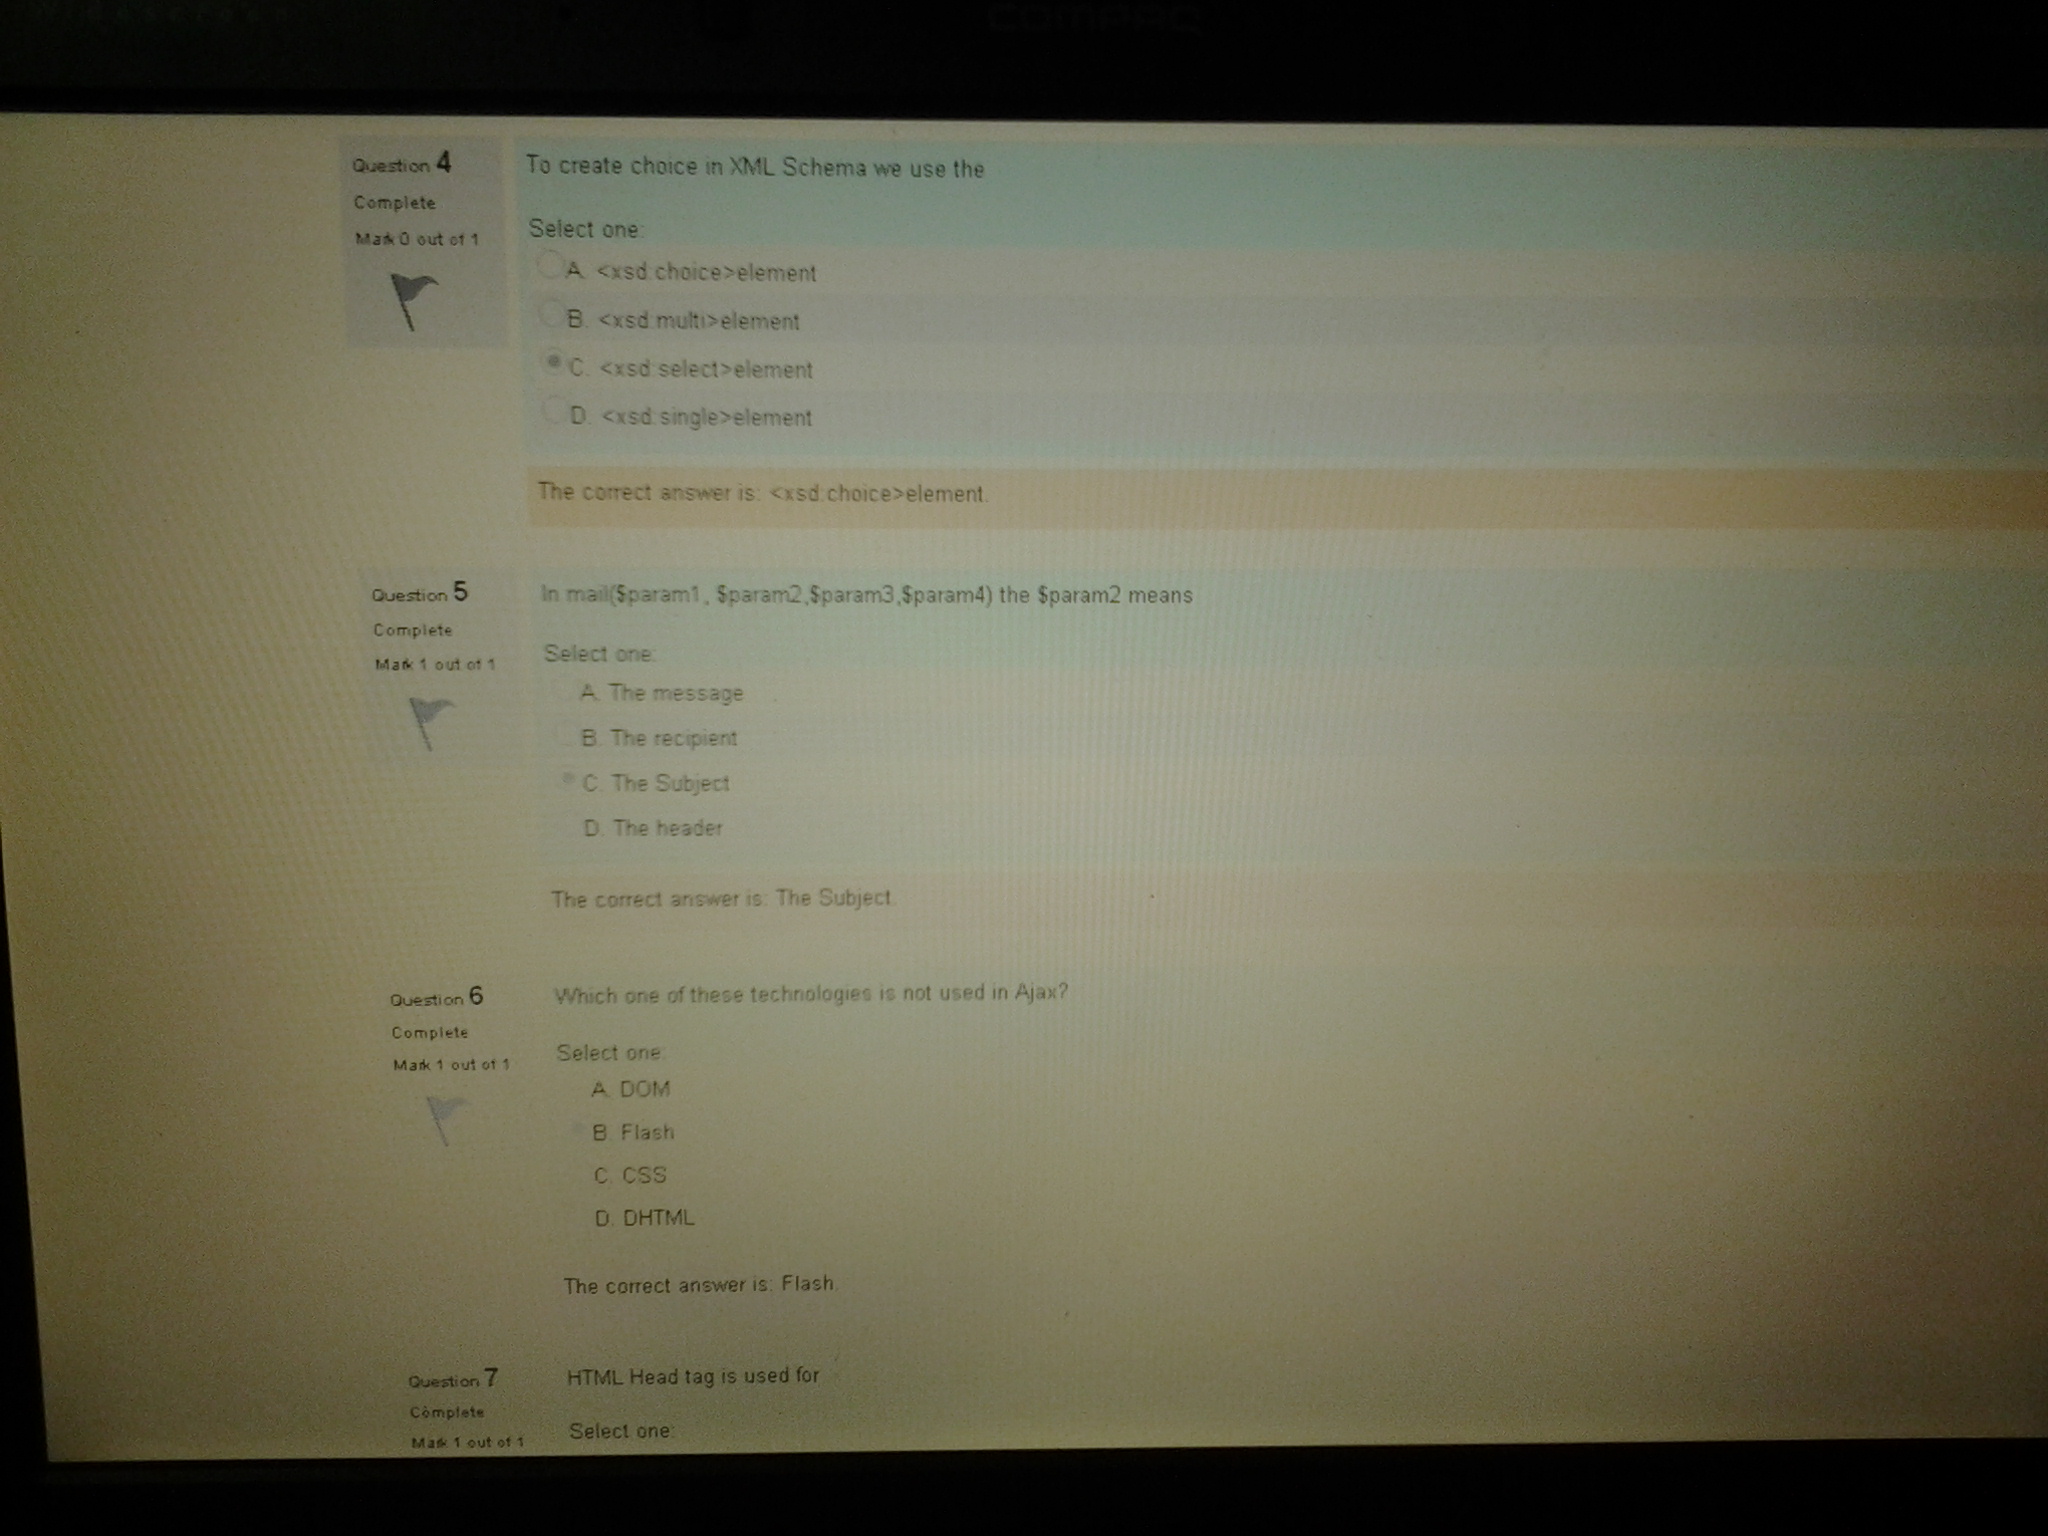 COMPAQ
Question 4
Complete
Mark 0 out of 1
To create choice in XML Schema we use the
Select one:
A. <xsd:choice>element
B. <xsd:multi>element
C. <xsd:select>element
D. <xsd:single>element
The correct answer is: <xsd:choice>element.
Question 5
Complete
Mark 1 out of 1
In mail($param1, $param2,$param3,$param4) the $param2 means
Select one:
A. The message
B. The recipient
C. The Subject
D. The header
The correct answer is: The Subject.
Question 6
Complete
Mark 1 out of 1
Which one of these technologies is not used in Ajax?
Select one:
A. DOM
B. Flash
C. CSS
D. DHTML
The correct answer is: Flash.
Question 7
Complete
Mark 1 out of 1
HTML Head tag is used for
Select one: